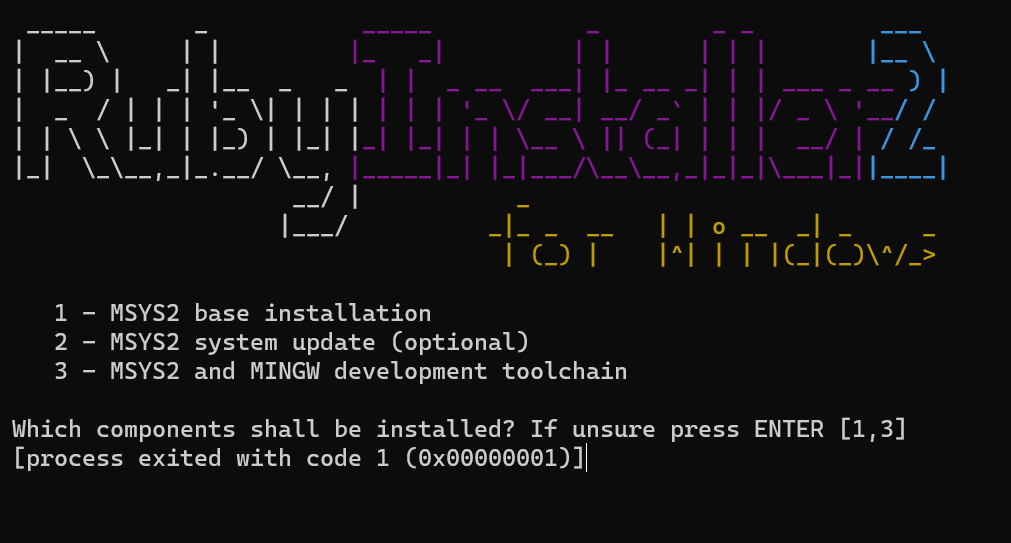 RubyInstaller2
for Windows
1 - MSYS2 base installation
2 - MSYS2 system update (optional)
3 - MSYS2 and MINGW development toolchain
Which components shall be installed? If unsure press ENTER [1,3]
[process exited with code 1 (0x00000001)]